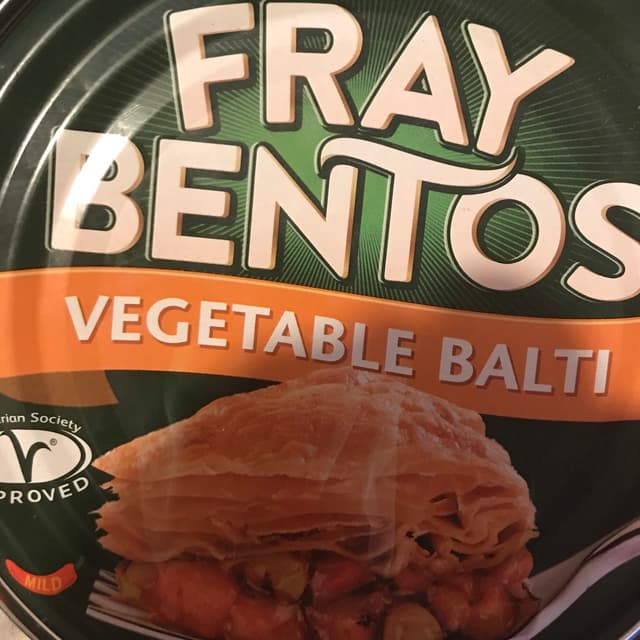 FRAY
BENTOS
VEGETABLE BALTI
rian Society
V®
PROVED
MILD